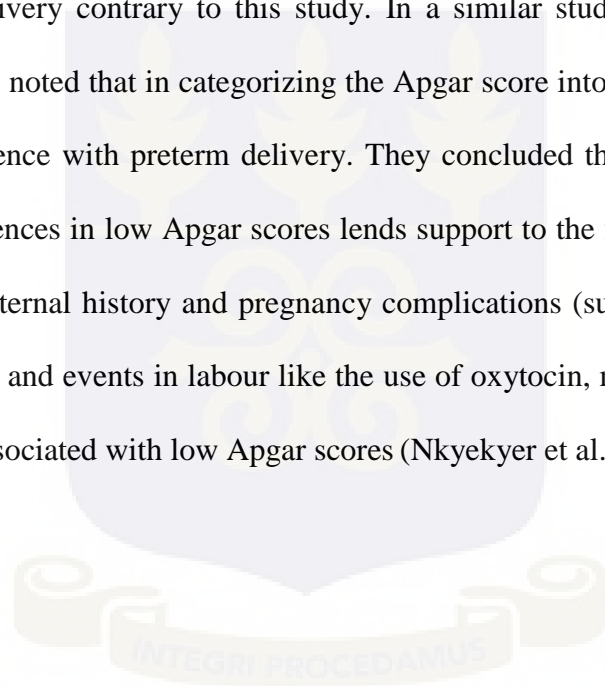 ivery contrary to this study. In a similar stud
noted that in categorizing the Apgar score into
ence with preterm delivery. They concluded th
ences in low Apgar scores lends support to the
ternal history and pregnancy complications (su
and events in labour like the use of oxytocin,
sociated with low Apgar scores (Nkyekyer et al.
INTEGRI PROCEDAMUS